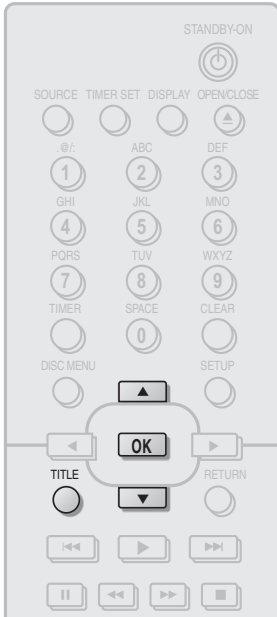 STANDBY-ON
SOURCE TIMER SET DISPLAY OPEN/CLOSE
.@/: ABC DEF
1 2 3
GHI JKL MNO
4 5 6
PQRS TUV WXYZ
7 8 9
TIMER SPACE CLEAR
0
DISC MENU SETUP
OK
TITLE RETURN